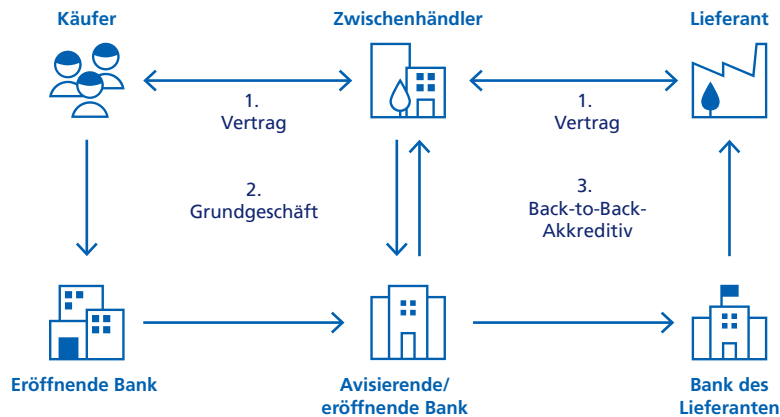 Käufer
Zwischenhändler
Lieferant
1.
Vertrag
1.
Vertrag
2.
Grundgeschäft
3.
Back-to-Back-
Akkreditiv
Eröffnende Bank
Avisierende/
eröffnende Bank
Bank des
Lieferanten